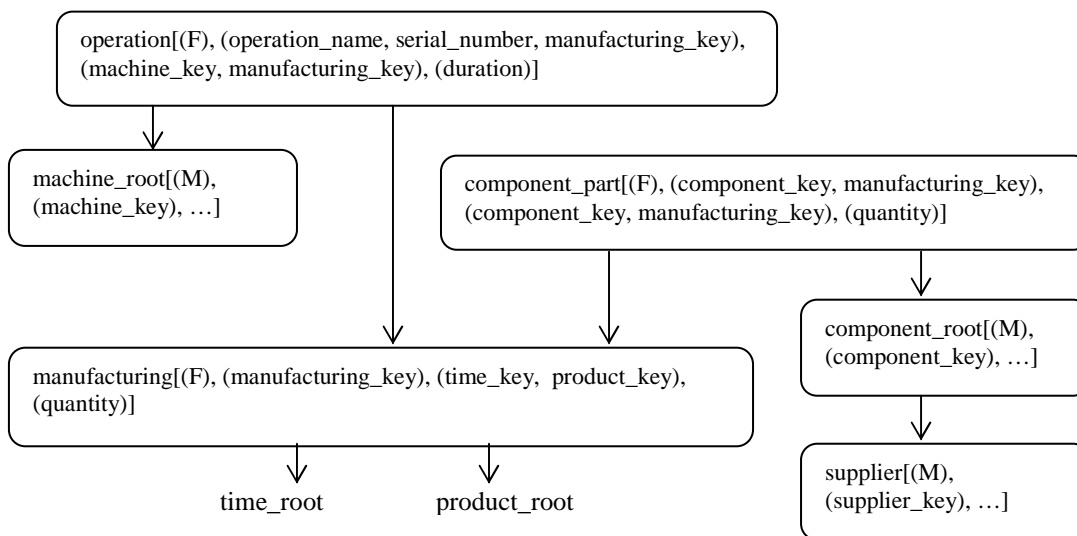 operation[(F), (operation_name, serial_number, manufacturing_key),
(machine_key, manufacturing_key), (duration)]
machine_root[(M),
(machine_key), …]
component_part[(F), (component_key, manufacturing_key),
(component_key, manufacturing_key), (quantity)]
component_root[(M),
(component_key), …]
manufacturing[(F), (manufacturing_key), (time_key, product_key),
(quantity)]
supplier[(M),
(supplier_key), …]
time_root
product_root